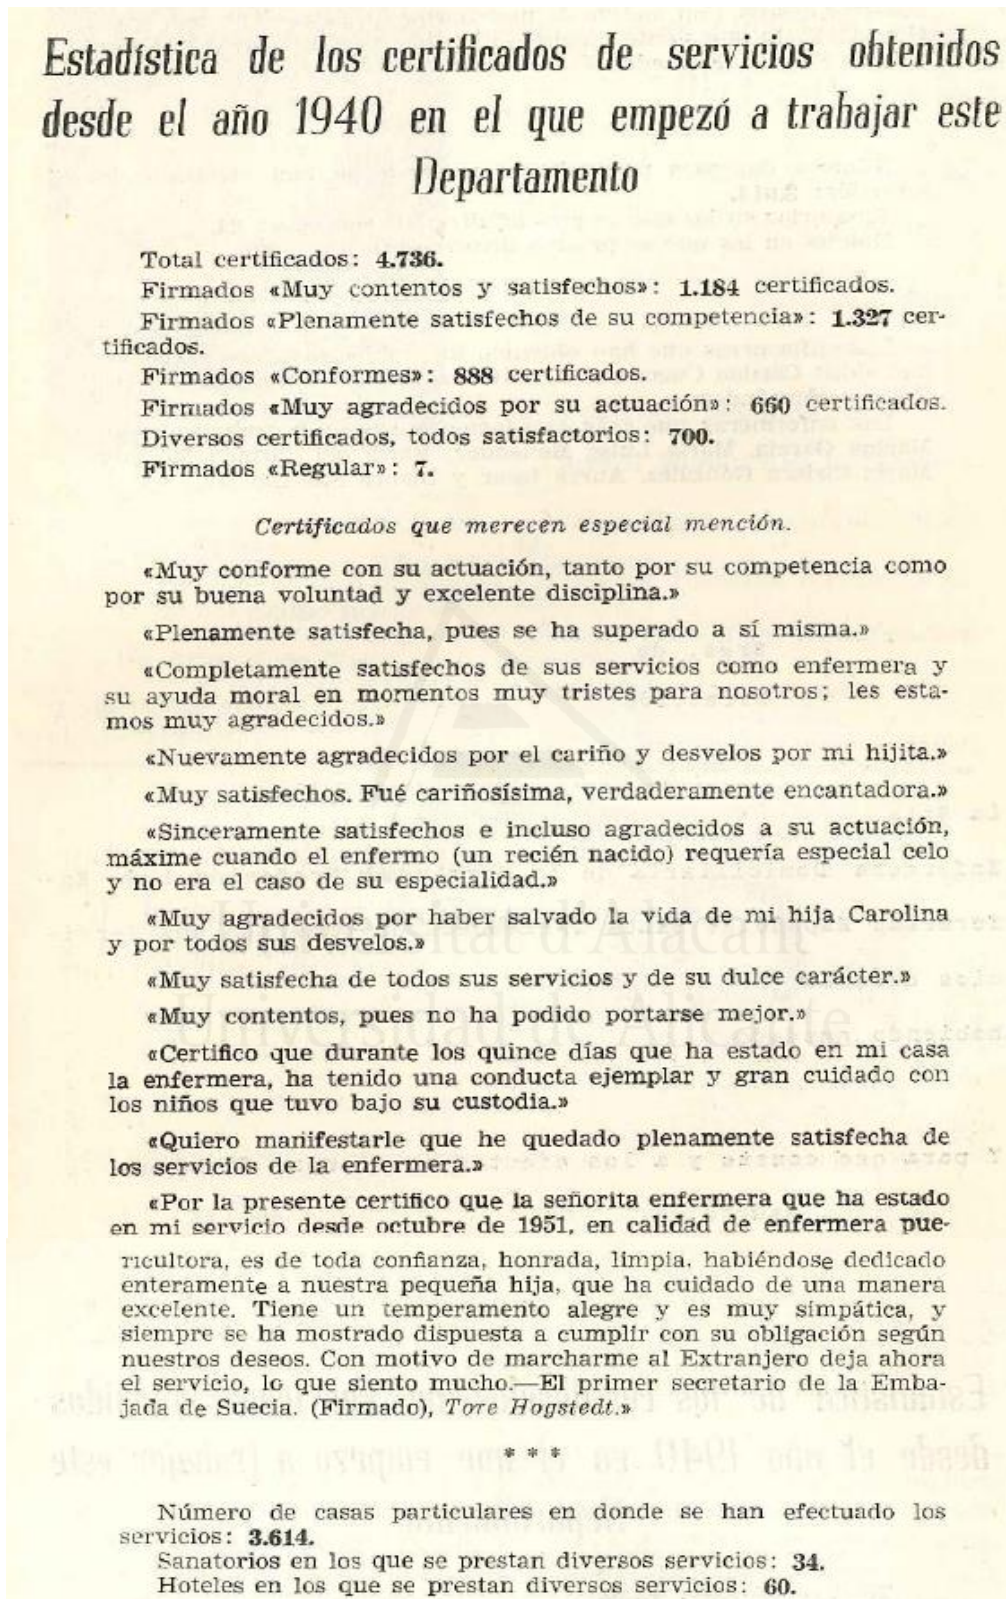 Estadística de los certificados de servicios obtenidos
desde el año 1940 en el que empezó a trabajar este
Departamento
Total certificados: 4.736.
Firmados «Muy contentos y satisfechos»: 1.184 certificados.
Firmados «Plenamente satisfechos de su competencia»: 1.327 cer-
tificados.
Firmados «Conformes»: 888 certificados.
Firmados «Muy agradecidos por su actuación»: 660 certificados.
Diversos certificados, todos satisfactorios: 700.
Firmados «Regular»: 7.
Certificados que merecen especial mención.
«Muy conforme con su actuación, tanto por su competencia como
por su buena voluntad y excelente disciplina.»
«Plenamente satisfecha, pues se ha superado a sí misma.»
«Completamente satisfechos de sus servicios como enfermera y
su ayuda moral en momentos muy tristes para nosotros; les esta-
mos muy agradecidos.»
«Nuevamente agradecidos por el cariño y desvelos por mi hijita.»
«Muy satisfechos. Fué cariñosísima, verdaderamente encantadora.»
«Sinceramente satisfechos e incluso agradecidos a su actuación,
máxime cuando el enfermo (un recién nacido) requería especial celo
y no era el caso de su especialidad.»
«Muy agradecidos por haber salvado la vida de mi hija Carolina
y por todos sus desvelos.»
Universitat d'Alacant
«Muy satisfecha de todos sus servicios y de su dulce carácter.»
«Muy contentos, pues no ha podido portarse mejor.»
Universidad de Alicante
«Certifico que durante los quince días que ha estado en mi casa
la enfermera, ha tenido una conducta ejemplar y gran cuidado con
los niños que tuvo bajo su custodia.»
«Quiero manifestarle que he quedado plenamente satisfecha de
los servicios de la enfermera.»
«Por la presente certifico que la señorita enfermera que ha estado
en mi servicio desde octubre de 1951, en calidad de enfermera pue-
ricultora, es de toda confianza, honrada, limpia, habiéndose dedicado
enteramente a nuestra pequeña hija, que ha cuidado de una manera
excelente. Tiene un temperamento alegre y es muy simpática, y
siempre se ha mostrado dispuesta a cumplir con su obligación según
nuestros deseos. Con motivo de marcharme al Extranjero deja ahora
el servicio, lo que siento mucho.—El primer secretario de la Emba-
jada de Suecia. (Firmado), Tore Hogstedt.»
* * *
Número de casas particulares en donde se han efectuado los
servicios: 3.614.
Sanatorios en los que se prestan diversos servicios: 34.
Hoteles en los que se prestan diversos servicios: 60.